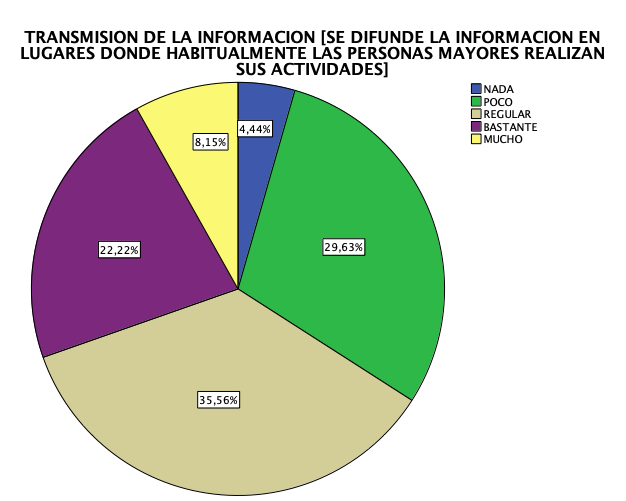 TRANSMISION DE LA INFORMACION [SE DIFUNDE LA INFORMACION EN
LUGARES DONDE HABITUALMENTE LAS PERSONAS MAYORES REALIZAN
SUS ACTIVIDADES]
NADA
POCO
REGULAR
BASTANTE
MUCHO
4,44%
8,15%
29,63%
22,22%
35,56%